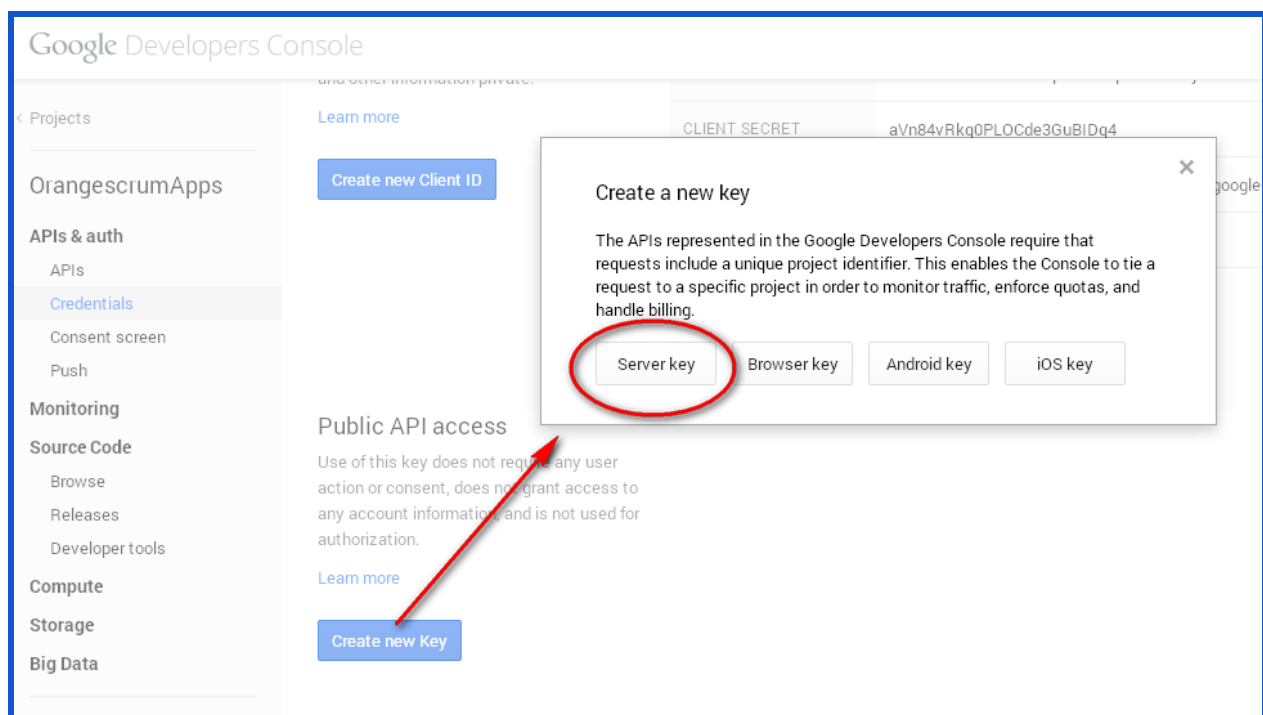 Google Developers Console
< Projects
OrangescrumApps
APIs & auth
APIs
Credentials
Consent screen
Push
Monitoring
Source Code
Browse
Releases
Developer tools
Compute
Storage
Big Data
and other information private.
Learn more
Create new Client ID
Public API access
Use of this key does not require any user
action or consent, does not grant access to
any account information, and is not used for
authorization.
Learn more
Create new Key
CLIENT SECRET aVn84vRkq0PLOCde3GuBIDq4
google
Create a new key
×
The APIs represented in the Google Developers Console require that
requests include a unique project identifier. This enables the Console to tie a
request to a specific project in order to monitor traffic, enforce quotas, and
handle billing.
Server key Browser key Android key iOS key